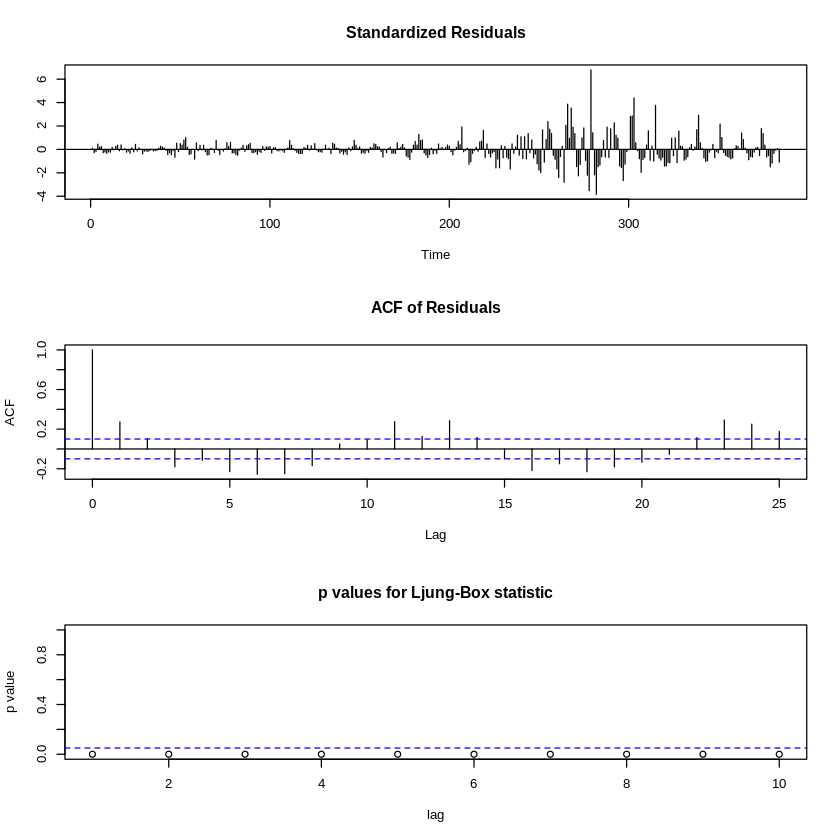 Standardized Residuals
6
4
2
0
-2
-4
0 100 200 300
Time
ACF of Residuals
1.0
0.6
0.2
-0.2
ACF
0 5 10 15 20 25
Lag
p values for Ljung-Box statistic
0.8
0.4
0.0
p value
2 4 6 8 10
lag